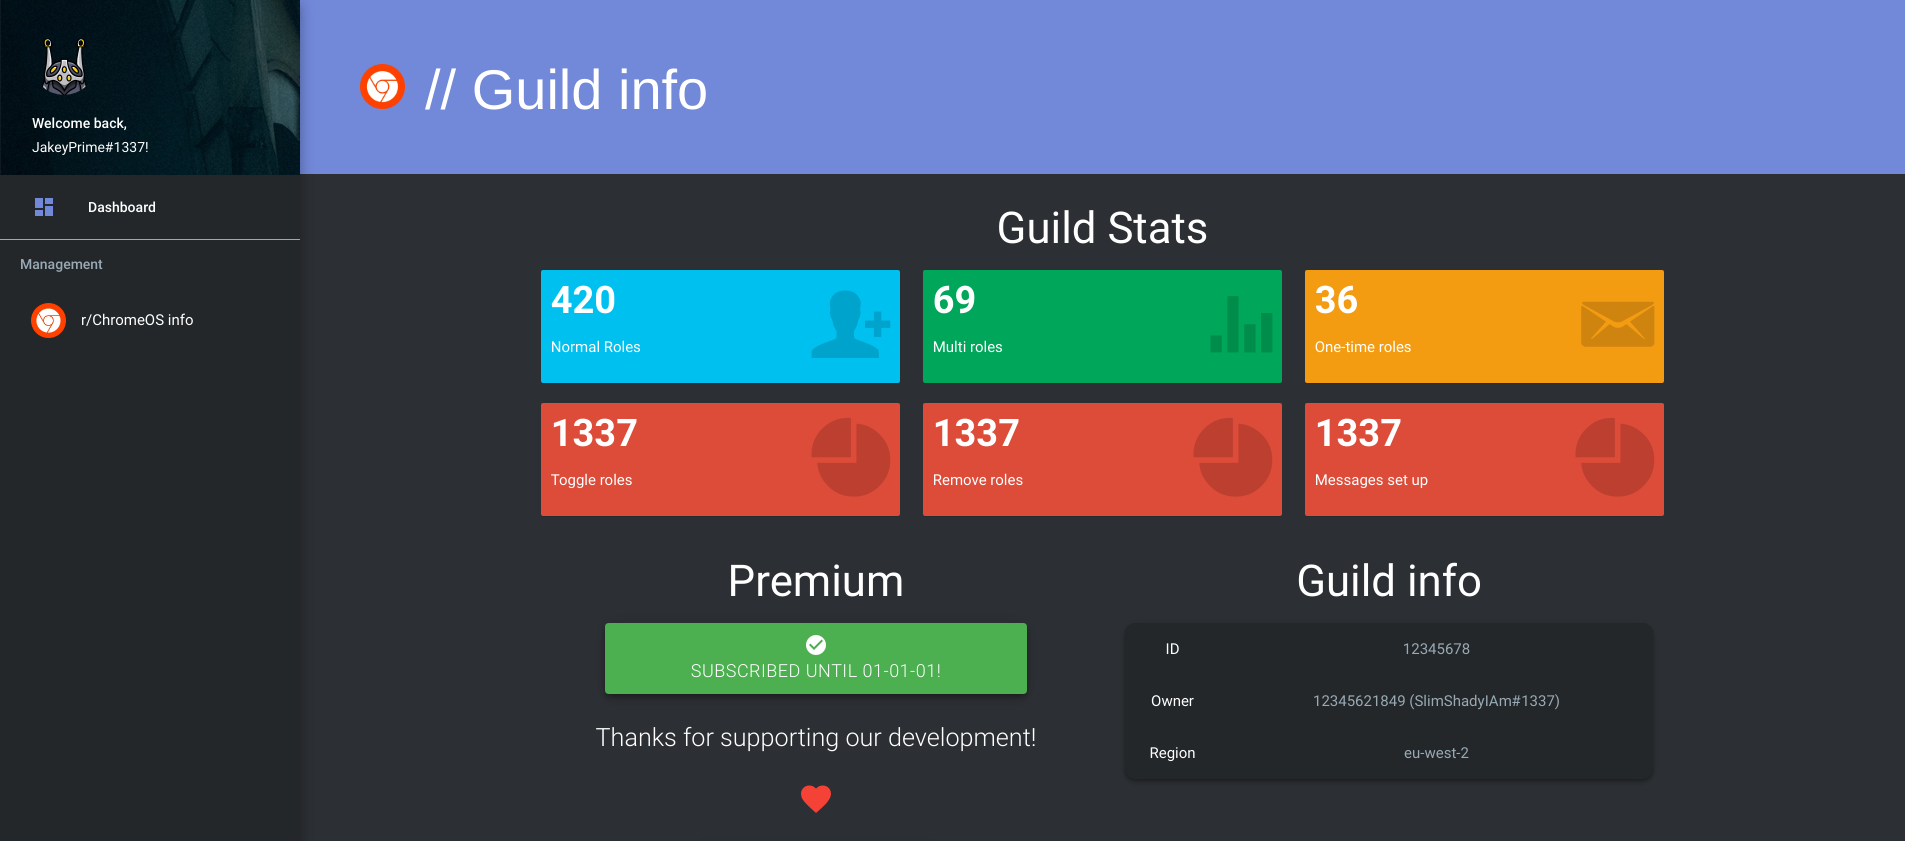 Welcome back,
JakeyPrime#1337!
Dashboard
Management
r/ChromeOS info
// Guild info
Guild Stats
420
Normal Roles
69
Multi roles
36
One-time roles
1337
Toggle roles
1337
Remove roles
1337
Messages set up
Premium
SUBSCRIBED UNTIL 01-01-01!
Thanks for supporting our development!
Guild info
ID 12345678
Owner 12345621849 (SlimShadyIAm#1337)
Region eu-west-2